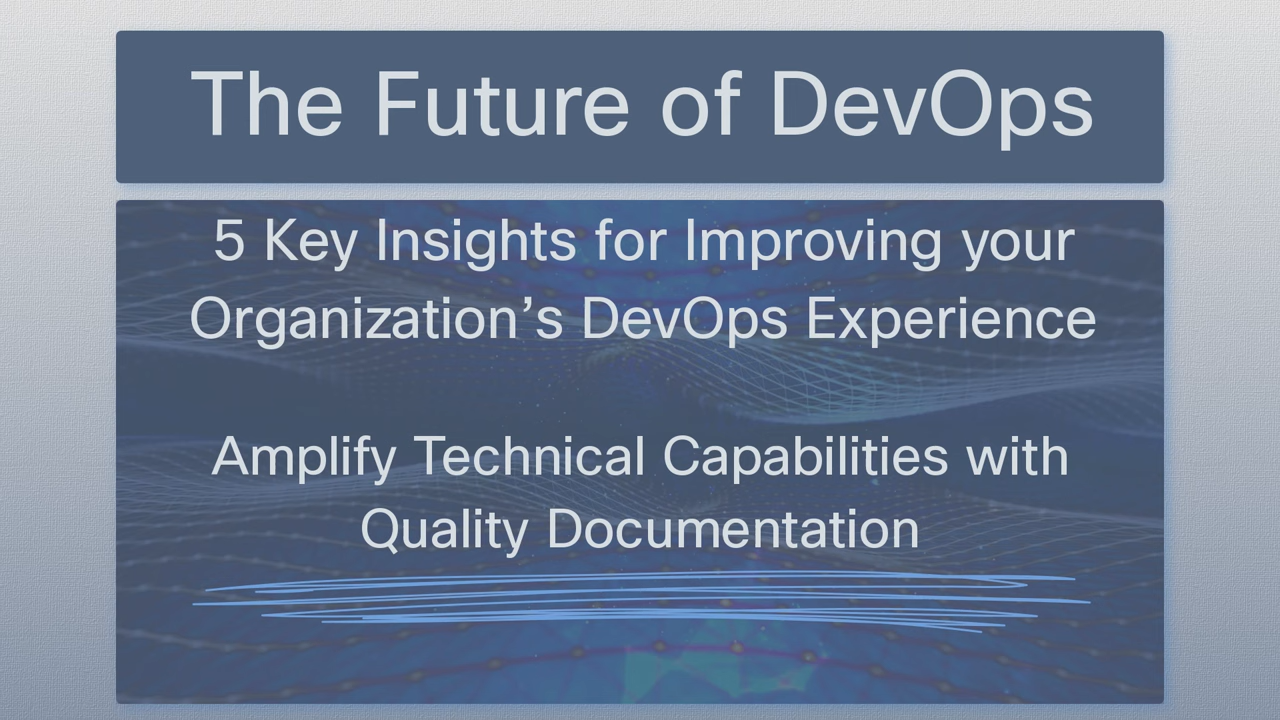 The Future of DevOps
5 Key Insights for Improving your
Organization’s DevOps Experience
Amplify Technical Capabilities with
Quality Documentation